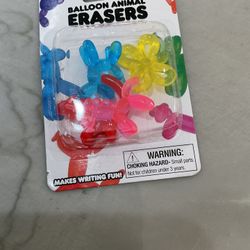 BALLOON ANIMAL
ERASERS
WARNING:
CHOKING HAZARD- Small parts
Not for children under 3 years.
MAKES WRITING FUN!